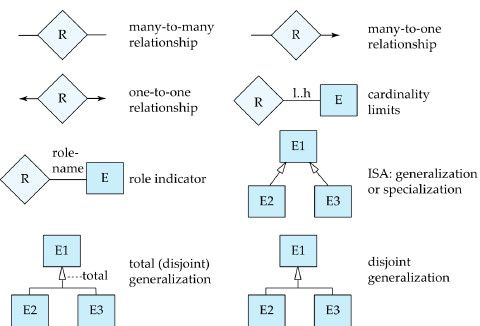 R
many-to-many
relationship
R
many-to-one
relationship
R
one-to-one
relationship
R
l..h
E
cardinality
limits
role-
name
R
E
role indicator
E1
E2
E3
ISA: generalization
or specialization
E1
total
E2
E3
total (disjoint)
generalization
E1
E2
E3
disjoint
generalization